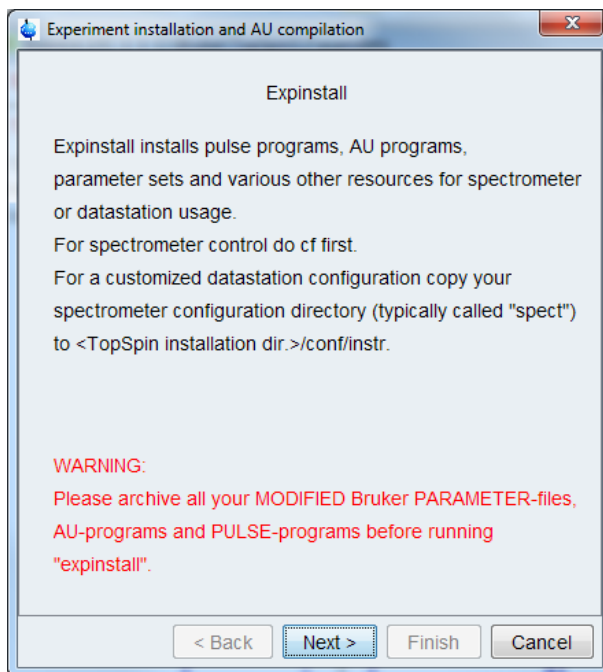 Experiment installation and AU compilation
Expinstall
Expinstall installs pulse programs, AU programs,
parameter sets and various other resources for spectrometer
or datastation usage.
For spectrometer control do cf first.
For a customized datastation configuration copy your
spectrometer configuration directory (typically called "spect")
to <TopSpin installation dir.>/conf/instr.
WARNING:
Please archive all your MODIFIED Bruker PARAMETER-files,
AU-programs and PULSE-programs before running
"expinstall".
< Back Next > Finish Cancel